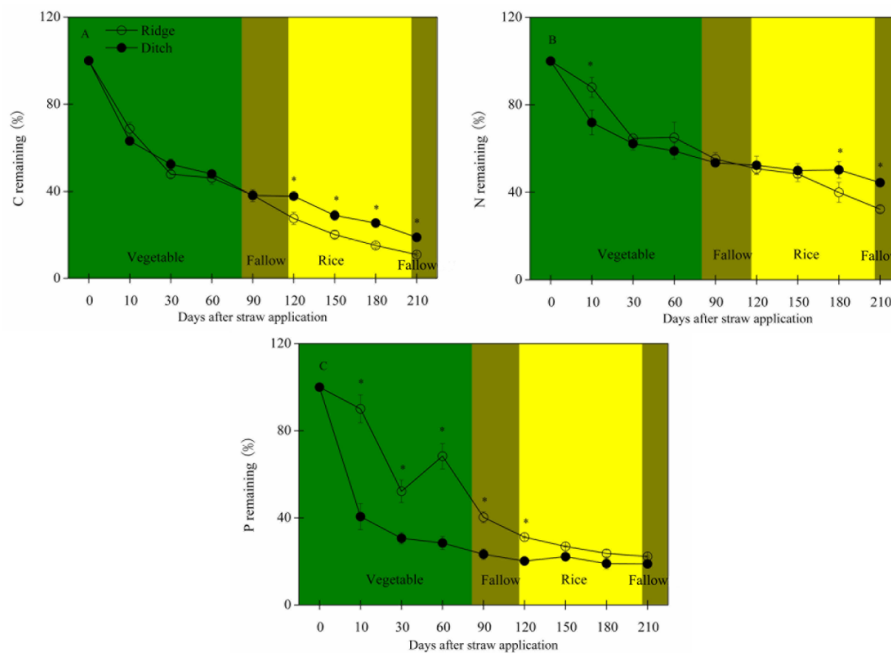 A
Ridge
Ditch
C remaining (%)
120
80
40
0
Vegetable
Fallow
Rice
Fallow
*
*
*
*
0 10 30 60 90 120 150 180 210
Days after straw application
B
N remaining (%)
120
80
40
0
*
*
*
Vegetable
Fallow
Rice
Fallow
0 10 30 60 90 120 150 180 210
Days after straw application
C
P remaining (%)
120
80
40
0
*
*
*
*
*
Vegetable
Fallow
Rice
Fallow
0 10 30 60 90 120 150 180 210
Days after straw application